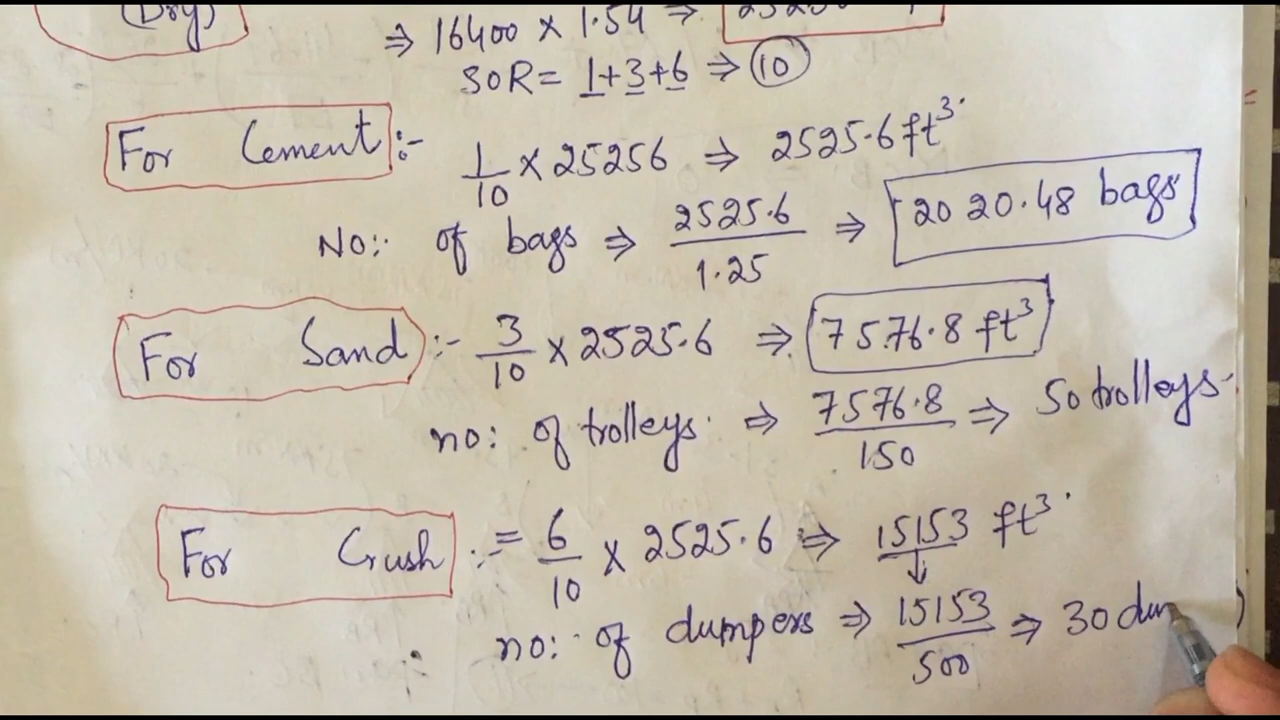 (Dry)
⇒ 16400 × 1.54 ⇒
SOR = 1+3+6 ⇒ 10
For Cement :- 1/10 × 25256 ⇒ 2525.6 ft³.
No: of bags ⇒ 2525.6/1.25 ⇒ 2020.48 bags
For Sand :- 3/10 × 2525.6 ⇒ 7576.8 ft³
no: of trolleys. ⇒ 7576.8/150 ⇒ 50 trolleys.
For Crush :- = 6/10 × 2525.6 ⇒ 15153 ft³.
no: of dumpers ⇒ 15153/500 ⇒ 30 dum